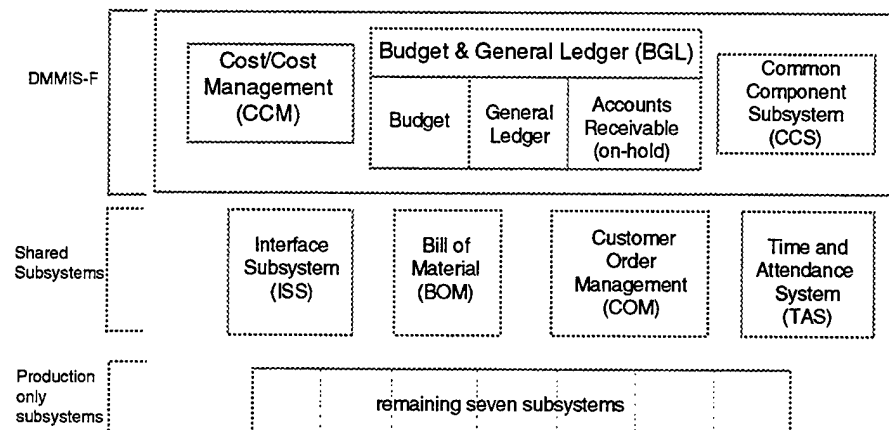 DMMIS-F
Cost/Cost
Management
(CCM)
Budget & General Ledger (BGL)
Budget
General
Ledger
Accounts
Receivable
(on-hold)
Common
Component
Subsystem
(CCS)
Shared
Subsystems
Interface
Subsystem
(ISS)
Bill of
Material
(BOM)
Customer
Order
Management
(COM)
Time and
Attendance
System
(TAS)
Production
only
subsystems
remaining seven subsystems